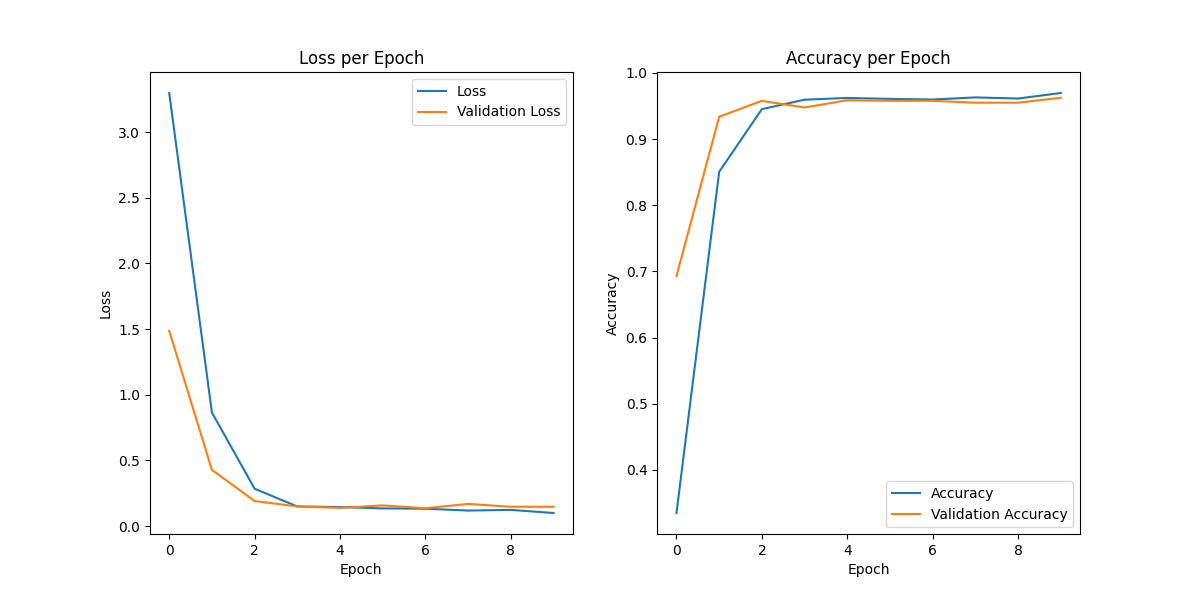 Loss per Epoch
Loss
Validation Loss
3.0
2.5
2.0
1.5
1.0
0.5
0.0
Loss
0 2 4 6 8
Epoch
Accuracy per Epoch
1.0
0.9
0.8
0.7
0.6
0.5
0.4
Accuracy
Accuracy
Validation Accuracy
0 2 4 6 8
Epoch